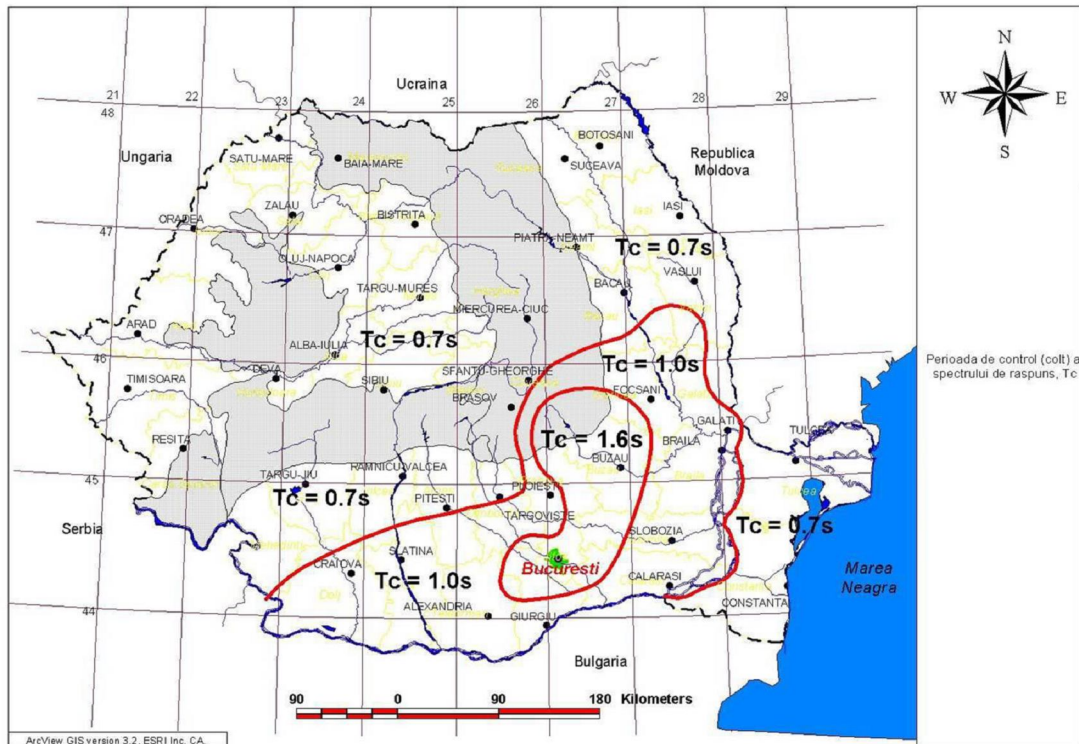 Ucraina
21
22
23
24
25
26
27
28
29
48
N
W
E
S
Ungaria
SATU-MARE
BAIA-MARE
BOTOSANI
SUCEAVA
Republica
Moldova
ORADEA
ZALAU
BISTRITA
IASI
47
CLUJ-NAPOCA
PIATRA-NEAMT
Tc = 0.7s
TARGU-MURES
BACAU
VASLUI
ARAD
MIERCUREA-CIUC
Tc = 0.7s
46
ALBA-IULIA
Tc = 1.0s
Perioada de control (colt) a
spectrului de raspuns, Tc
TIMISOARA
DEVA
SIBIU
SFANTU-GHEORGHE
BRASOV
FOCSANI
RESITA
Tc = 1.6s
GALATI
BRAILA
TULCEA
BUZAU
45
TARGU-JIU
RAMNICU-VALCEA
Tc = 0.7s
PITESTI
PLOIESTI
TARGOVISTE
Serbia
SLOBOZIA
Tc = 0.7s
SLATINA
CRAIOVA
Bucuresti
CALARASI
Marea
Neagra
Tc = 1.0s
44
ALEXANDRIA
GIURGIU
CONSTANTA
Bulgaria
90
0
90
180
Kilometers
ArcView GIS version 3.2, ESRI Inc. CA.